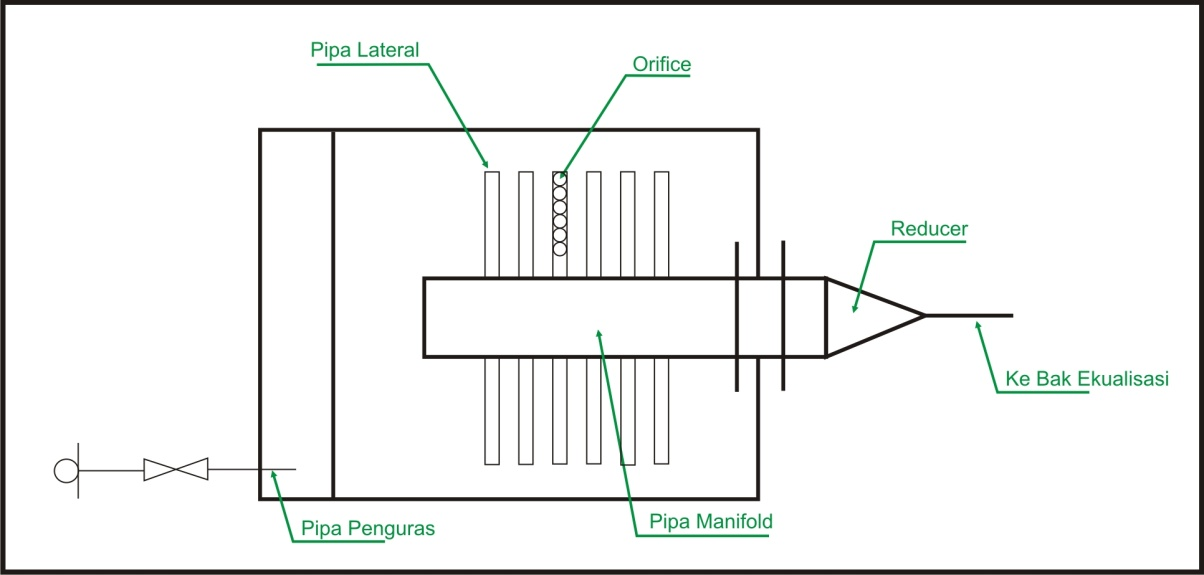 Pipa Lateral
Orifice
Reducer
Ke Bak Ekualisasi
Pipa Manifold
Pipa Penguras